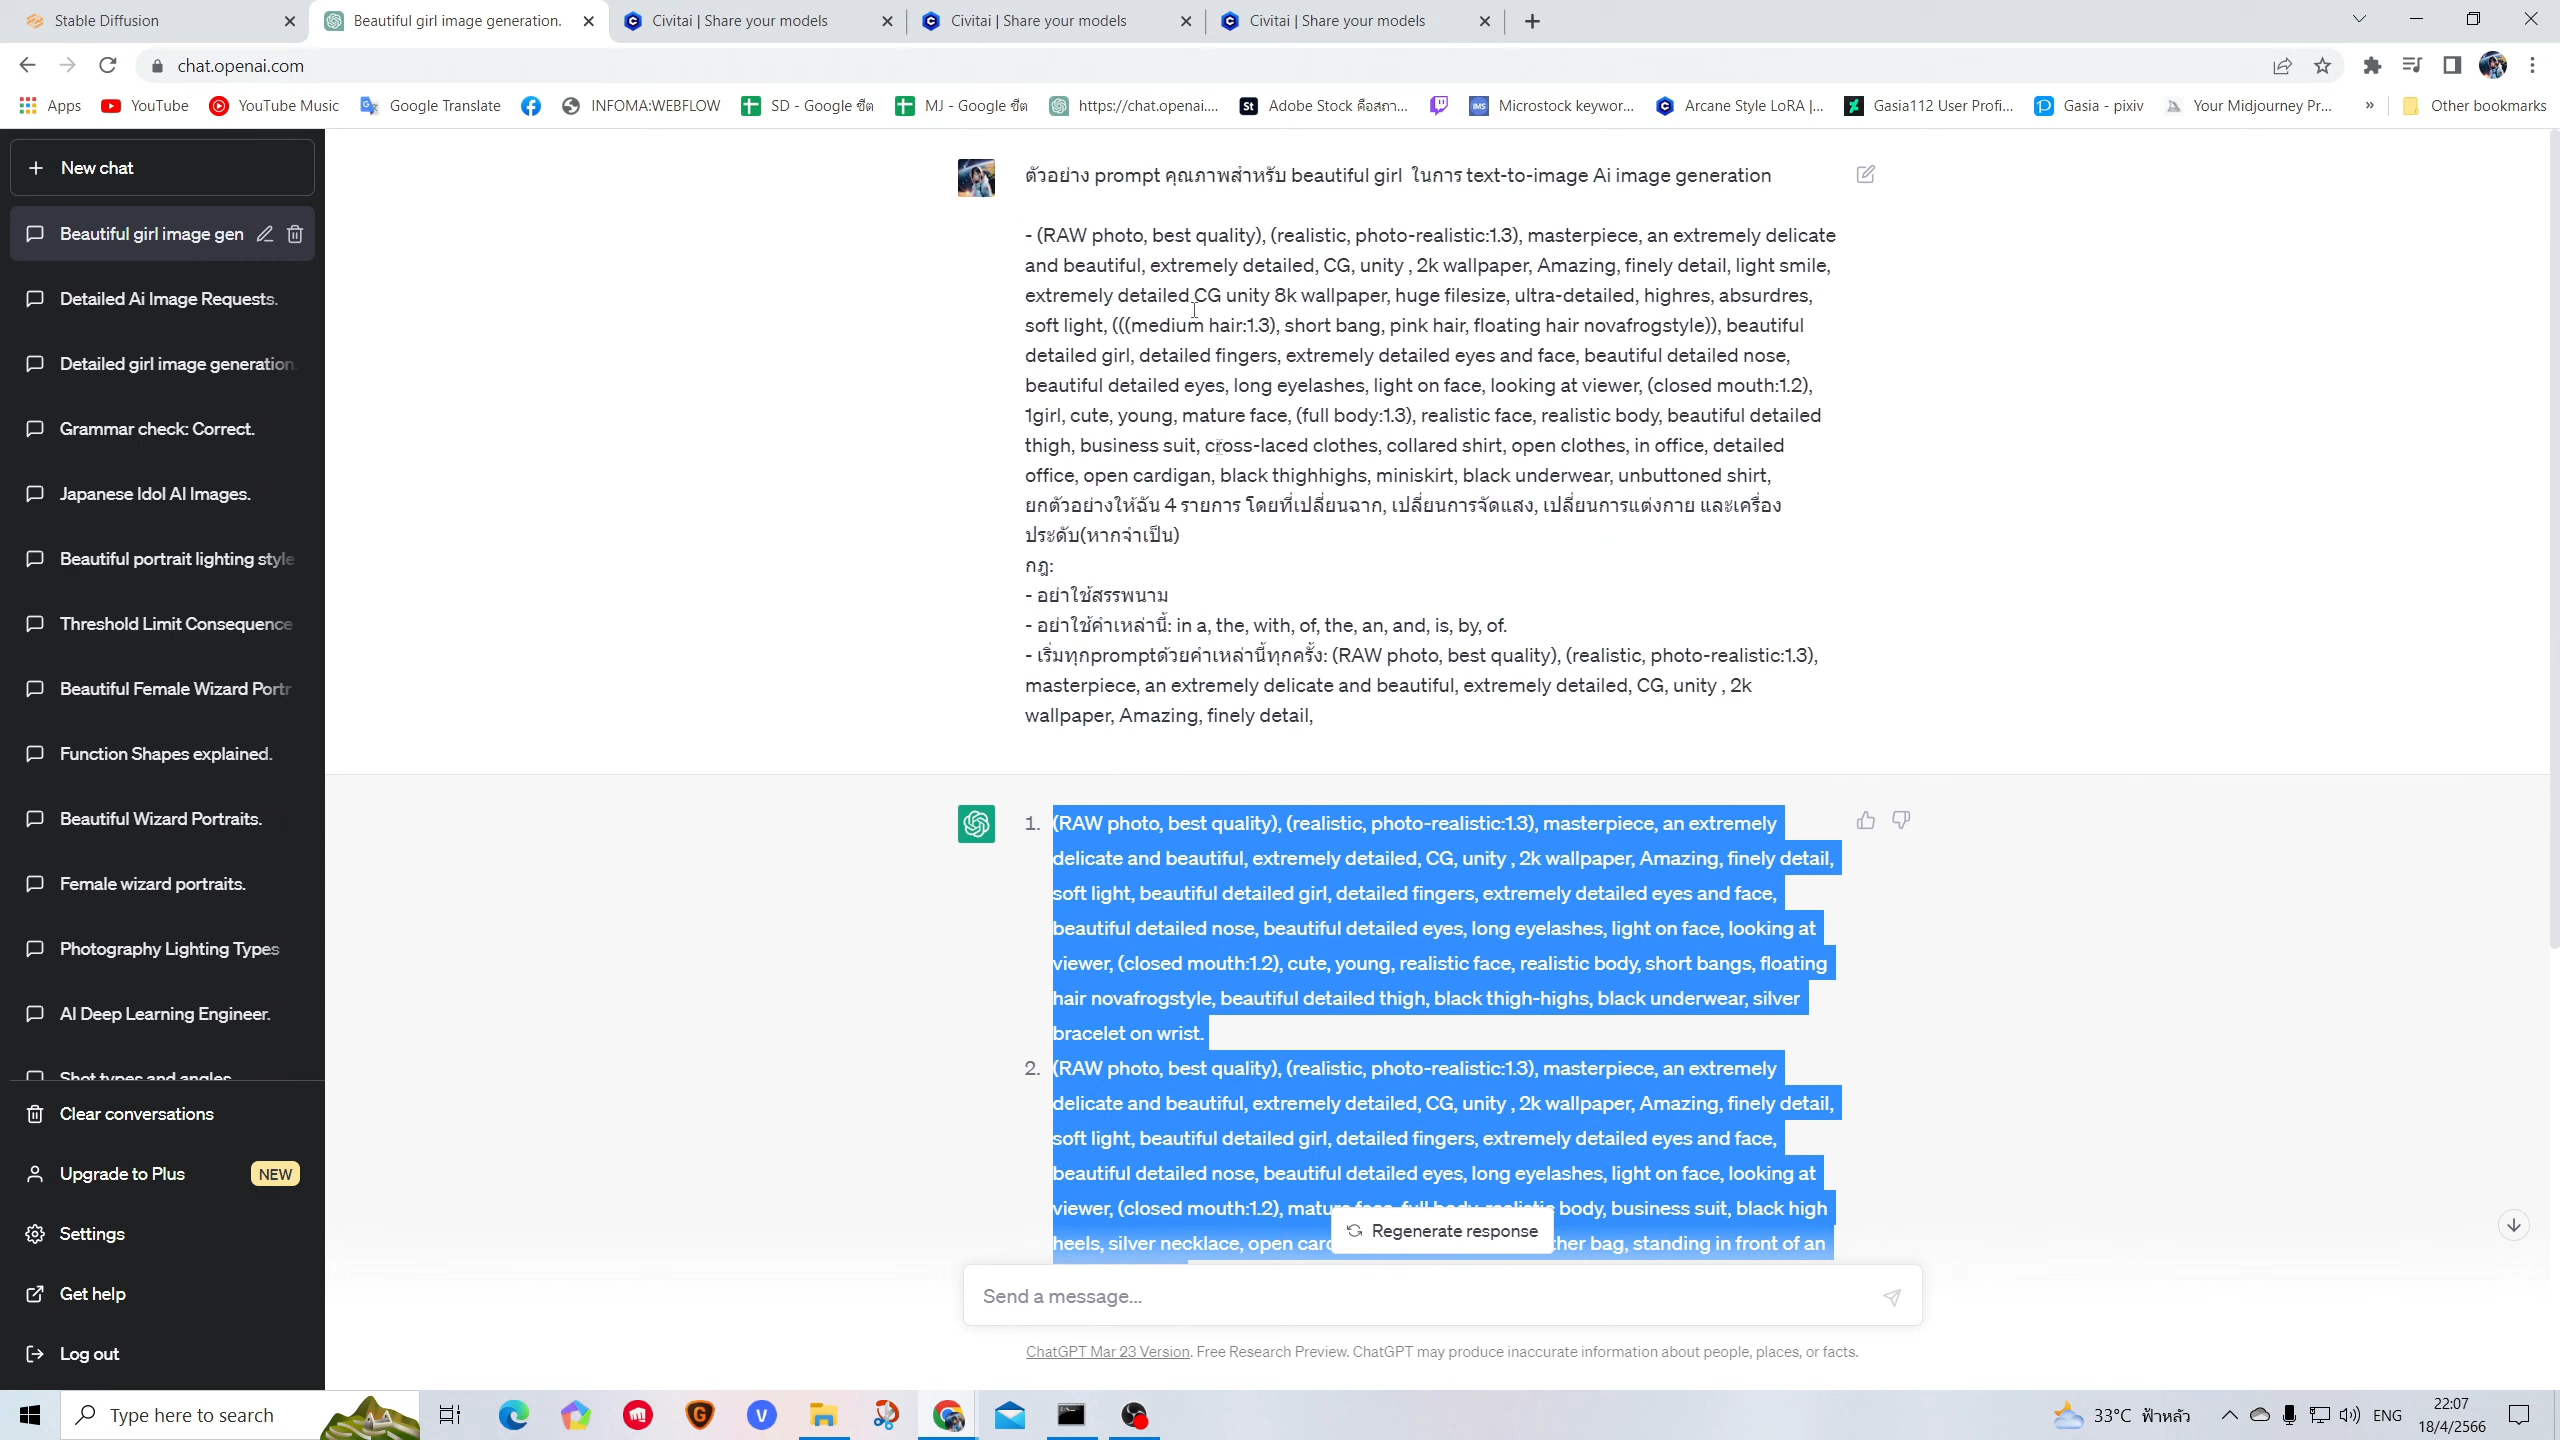 Stable Diffusion
Beautiful girl image generation.
Civitai | Share your models
Civitai | Share your models
Civitai | Share your models
chat.openai.com
Apps
YouTube
YouTube Music
Google Translate
INFOMA:WEBFLOW
SD - Google ชีต
MJ - Google ชีต
https://chat.openai....
Adobe Stock คือสถา...
Microstock keywor...
Arcane Style LoRA |...
Gasia112 User Profi...
Gasia - pixiv
Your Midjourney Pr...
»
Other bookmarks
New chat
Beautiful girl image gen
Detailed Ai Image Requests.
Detailed girl image generation.
Grammar check: Correct.
Japanese Idol AI Images.
Beautiful portrait lighting style
Threshold Limit Consequence
Beautiful Female Wizard Portr
Function Shapes explained.
Beautiful Wizard Portraits.
Female wizard portraits.
Photography Lighting Types
AI Deep Learning Engineer.
Shot types and angles
Clear conversations
Upgrade to Plus
NEW
Settings
Get help
Log out
ตัวอย่าง prompt คุณภาพสำหรับ beautiful girl ในการ text-to-image Ai image generation
- (RAW photo, best quality), (realistic, photo-realistic:1.3), masterpiece, an extremely delicate
and beautiful, extremely detailed, CG, unity , 2k wallpaper, Amazing, finely detail, light smile,
extremely detailed CG unity 8k wallpaper, huge filesize, ultra-detailed, highres, absurdres,
soft light, (((medium hair:1.3), short bang, pink hair, floating hair novafrogstyle)), beautiful
detailed girl, detailed fingers, extremely detailed eyes and face, beautiful detailed nose,
beautiful detailed eyes, long eyelashes, light on face, looking at viewer, (closed mouth:1.2),
1girl, cute, young, mature face, (full body:1.3), realistic face, realistic body, beautiful detailed
thigh, business suit, cross-laced clothes, collared shirt, open clothes, in office, detailed
office, open cardigan, black thighhighs, miniskirt, black underwear, unbuttoned shirt,
ยกตัวอย่างให้ฉัน 4 รายการ โดยที่เปลี่ยนฉาก, เปลี่ยนการจัดแสง, เปลี่ยนการแต่งกาย และเครื่อง
ประดับ(หากจำเป็น)
กฎ:
- อย่าใช้สรรพนาม
- อย่าใช้คำเหล่านี้: in a, the, with, of, the, an, and, is, by, of.
- เริ่มทุกpromptด้วยคำเหล่านี้ทุกครั้ง: (RAW photo, best quality), (realistic, photo-realistic:1.3),
masterpiece, an extremely delicate and beautiful, extremely detailed, CG, unity , 2k
wallpaper, Amazing, finely detail,
1. (RAW photo, best quality), (realistic, photo-realistic:1.3), masterpiece, an extremely
delicate and beautiful, extremely detailed, CG, unity , 2k wallpaper, Amazing, finely detail,
soft light, beautiful detailed girl, detailed fingers, extremely detailed eyes and face,
beautiful detailed nose, beautiful detailed eyes, long eyelashes, light on face, looking at
viewer, (closed mouth:1.2), cute, young, realistic face, realistic body, short bangs, floating
hair novafrogstyle, beautiful detailed thigh, black thigh-highs, black underwear, silver
bracelet on wrist.
2. (RAW photo, best quality), (realistic, photo-realistic:1.3), masterpiece, an extremely
delicate and beautiful, extremely detailed, CG, unity , 2k wallpaper, Amazing, finely detail,
soft light, beautiful detailed girl, detailed fingers, extremely detailed eyes and face,
beautiful detailed nose, beautiful detailed eyes, long eyelashes, light on face, looking at
viewer, (closed mouth:1.2), mature face, full body, realistic body, business suit, black high
heels, silver necklace, open bag, standing in front of an
Regenerate response
Send a message...
ChatGPT Mar 23 Version. Free Research Preview. ChatGPT may produce inaccurate information about people, places, or facts.
Type here to search
33°C ฟ้าหลัว
ENG
22:07
18/4/2566